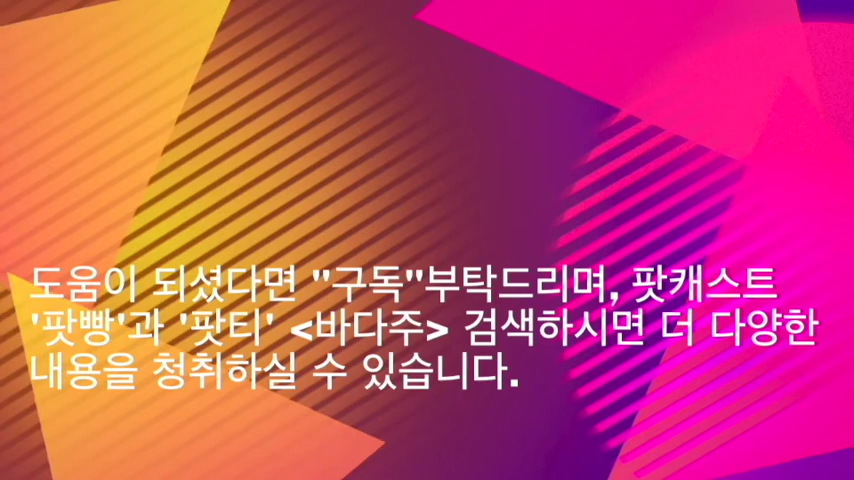 도움이 되셨다면 "구독"부탁드리며, 팟캐스트
'팟빵'과 '팟티' <바다주> 검색하시면 더 다양한
내용을 청취하실 수 있습니다.